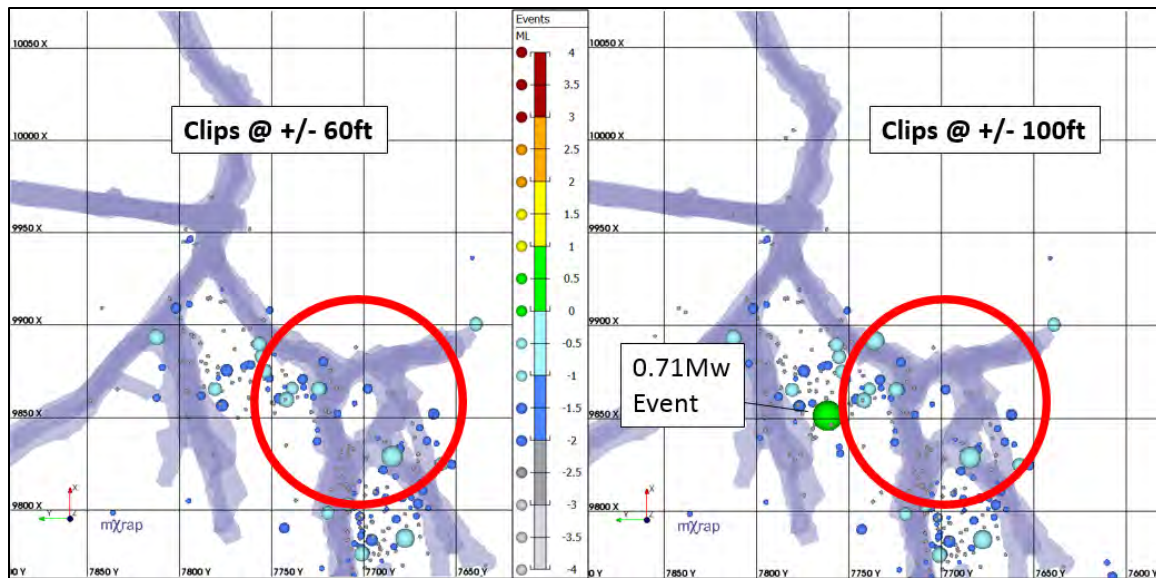 Events
ML
10050 X
10000 X
9950 X
9900 X
9850 X
9800 X
Clips @ +/- 60ft
X
Y
Z
mXrap
00 Y
7850 Y
7800 Y
7750 Y
7700 Y
7650 Y
4
3.5
3
2.5
2
1.5
1
0.5
0
-0.5
-1
-1.5
-2
-2.5
-3
-3.5
-4
10050 X
10000 X
9950 X
9900 X
9850 X
9800 X
Clips @ +/- 100ft
0.71Mw
Event
X
Y
Z
mXrap
7850 Y
7800 Y
7750 Y
7700 Y
7650 Y
7600 Y